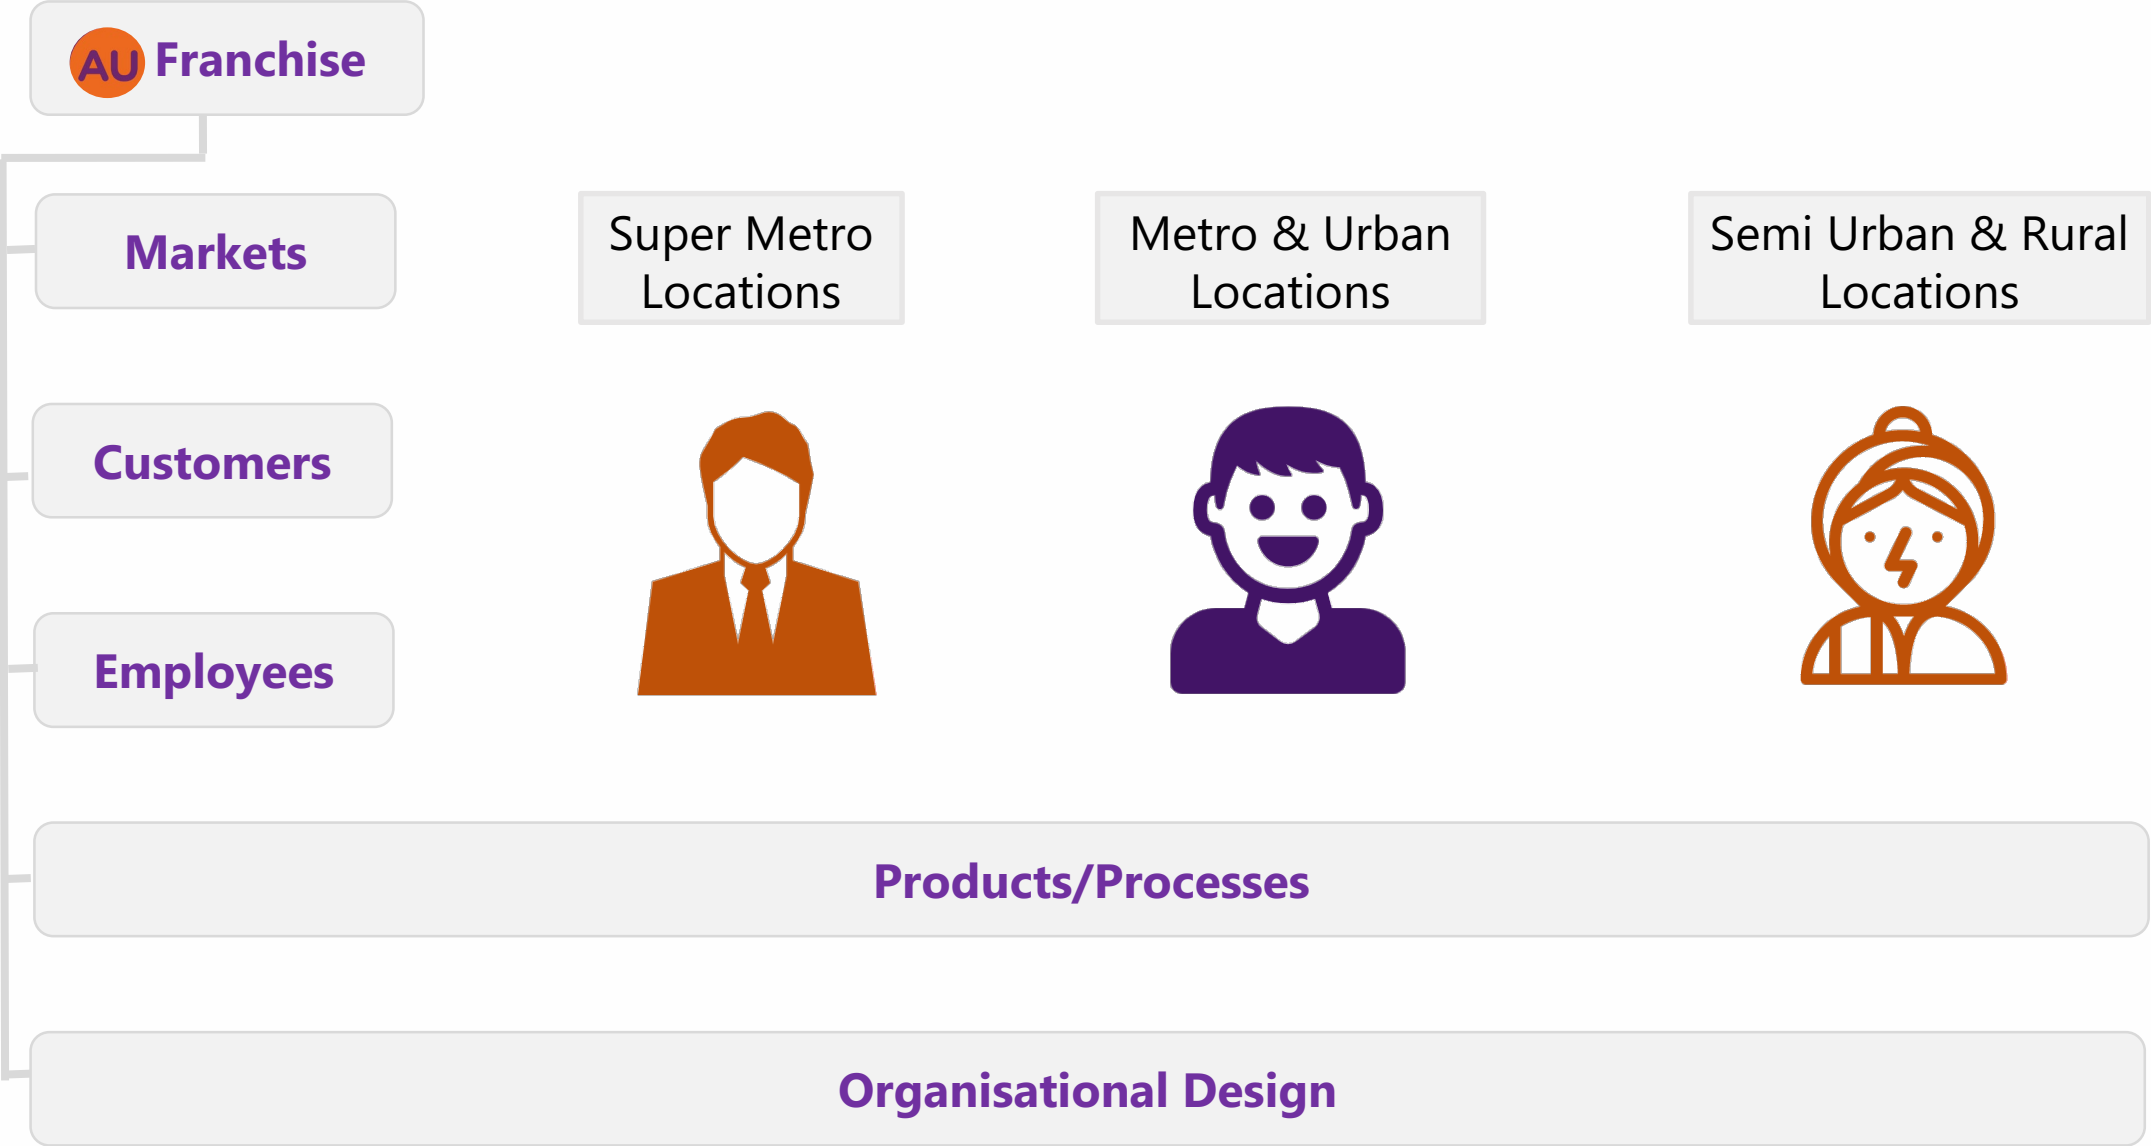 AU Franchise
Markets
Super Metro
Locations
Metro & Urban
Locations
Semi Urban & Rural
Locations
Customers
Employees
Products/Processes
Organisational Design